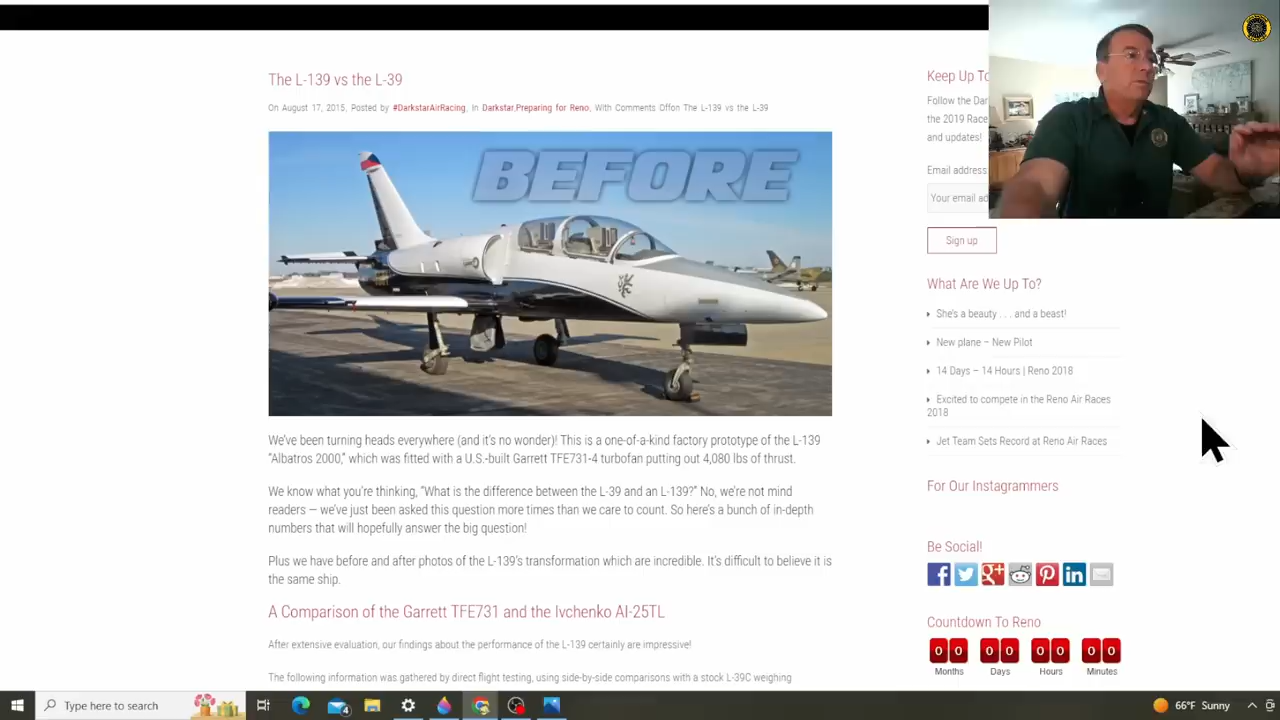 The L-139 vs the L-39
On August 17, 2015, Posted by #DarkstarAirRacing, In Darkstar,Preparing for Reno, With Comments Offon The L-139 vs the L-39
BEFORE
We've been turning heads everywhere (and it's no wonder)! This is a one-of-a-kind factory prototype of the L-139
“Albatros 2000,” which was fitted with a U.S.-built Garrett TFE731-4 turbofan putting out 4,080 lbs of thrust.
We know what you're thinking, “What is the difference between the L-39 and an L-139?” No, we're not mind
readers — we've just been asked this question more times than we care to count. So here's a bunch of in-depth
numbers that will hopefully answer the big question!
Plus we have before and after photos of the L-139's transformation which are incredible. It's difficult to believe it is
the same ship.
A Comparison of the Garrett TFE731 and the Ivchenko AI-25TL
After extensive evaluation, our findings about the performance of the L-139 certainly are impressive!
The following information was gathered by direct flight testing, using side-by-side comparisons with a stock L-39C weighing
Keep Up To
Follow the Dar
the 2019 Race
and updates!
Email address
Your email ad
Sign up
What Are We Up To?
She's a beauty . . . and a beast!
New plane – New Pilot
14 Days – 14 Hours | Reno 2018
Excited to compete in the Reno Air Races
2018
Jet Team Sets Record at Reno Air Races
For Our Instagrammers
Be Social!
Countdown To Reno
00 00 00 00
Months Days Hours Minutes
Type here to search
4
66°F Sunny